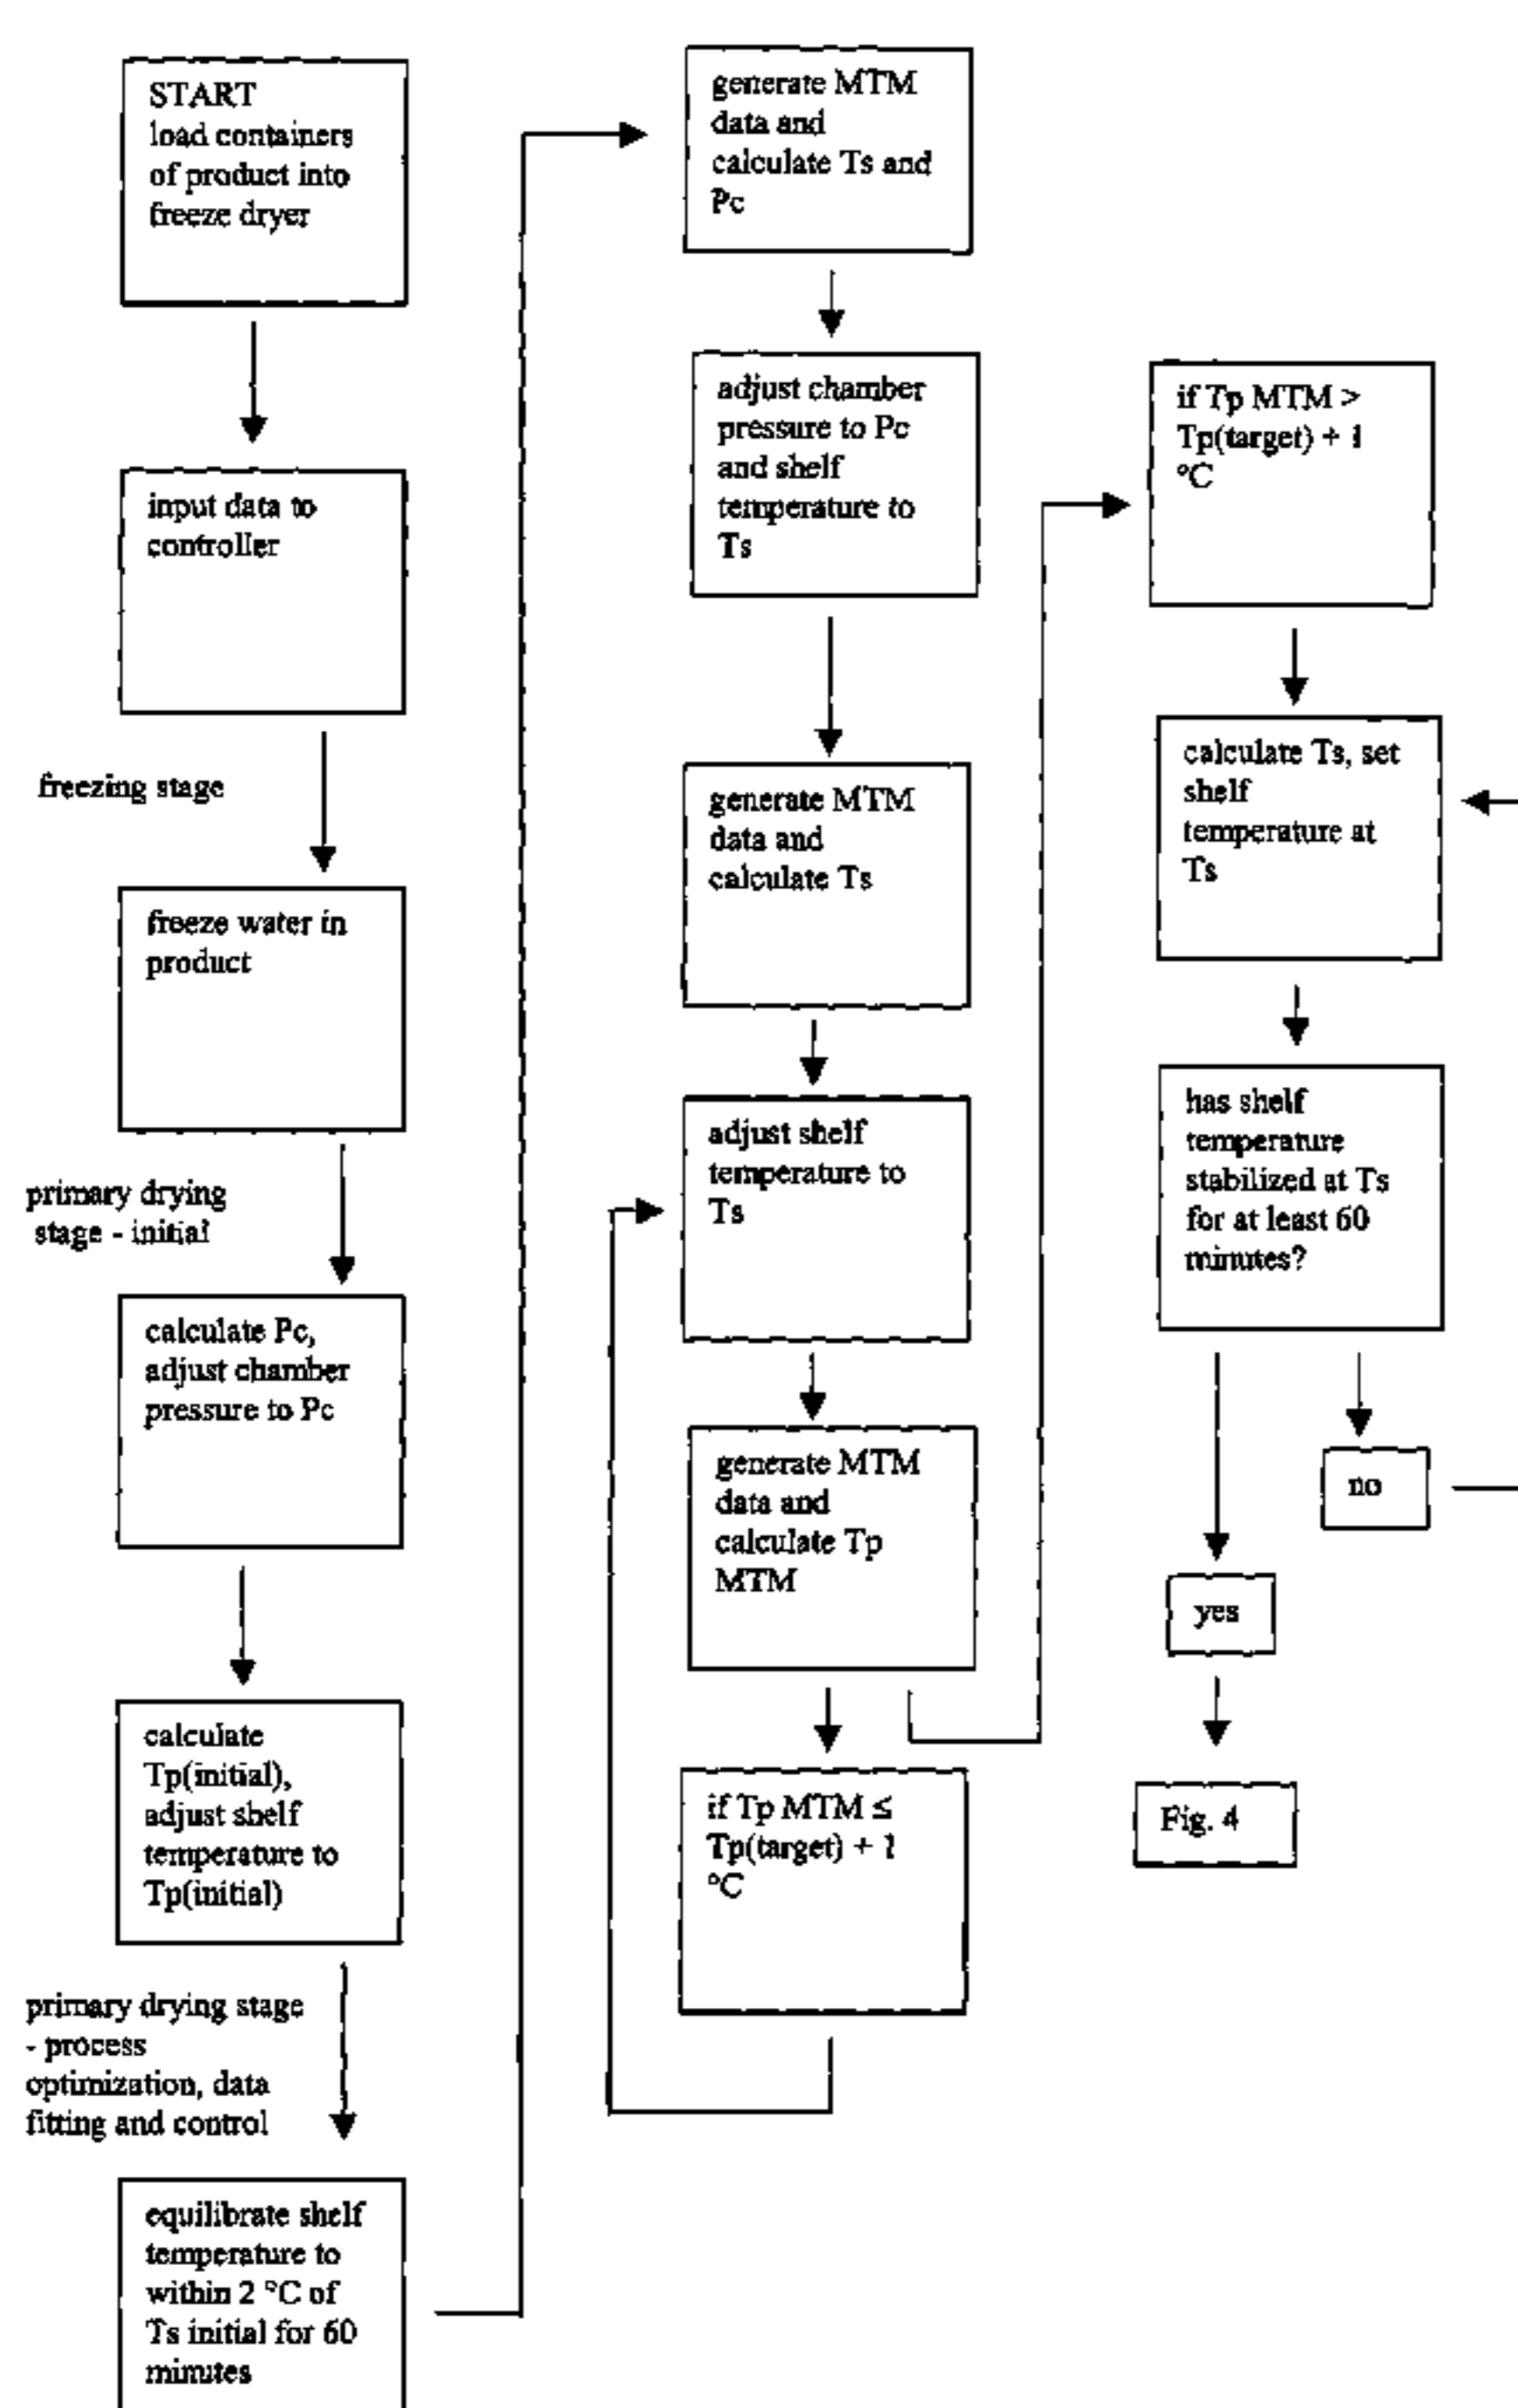 START
load containers
of product into
freeze dryer
input data to
controller
freezing stage
freeze water in
product
primary drying
stage - initial
calculate Pc,
adjust chamber
pressure to Pc
calculate
Tp(initial),
adjust shelf
temperature to
Tp(initial)
primary drying stage
- process
optimization, data
fitting and control
equilibrate shelf
temperature to
within 2 °C of
Ts initial for 60
minutes
generate MTM
data and
calculate Ts and
Pc
adjust chamber
pressure to Pc
and shelf
temperature to
Ts
generate MTM
data and
calculate Ts
adjust shelf
temperature to
Ts
generate MTM
data and
calculate Tp
MTM
if Tp MTM ≤
Tp(target) + 1
°C
if Tp MTM >
Tp(target) + 1
°C
calculate Ts, set
shelf
temperature at
Ts
has shelf
temperature
stabilized at Ts
for at least 60
minutes?
no
yes
Fig. 4